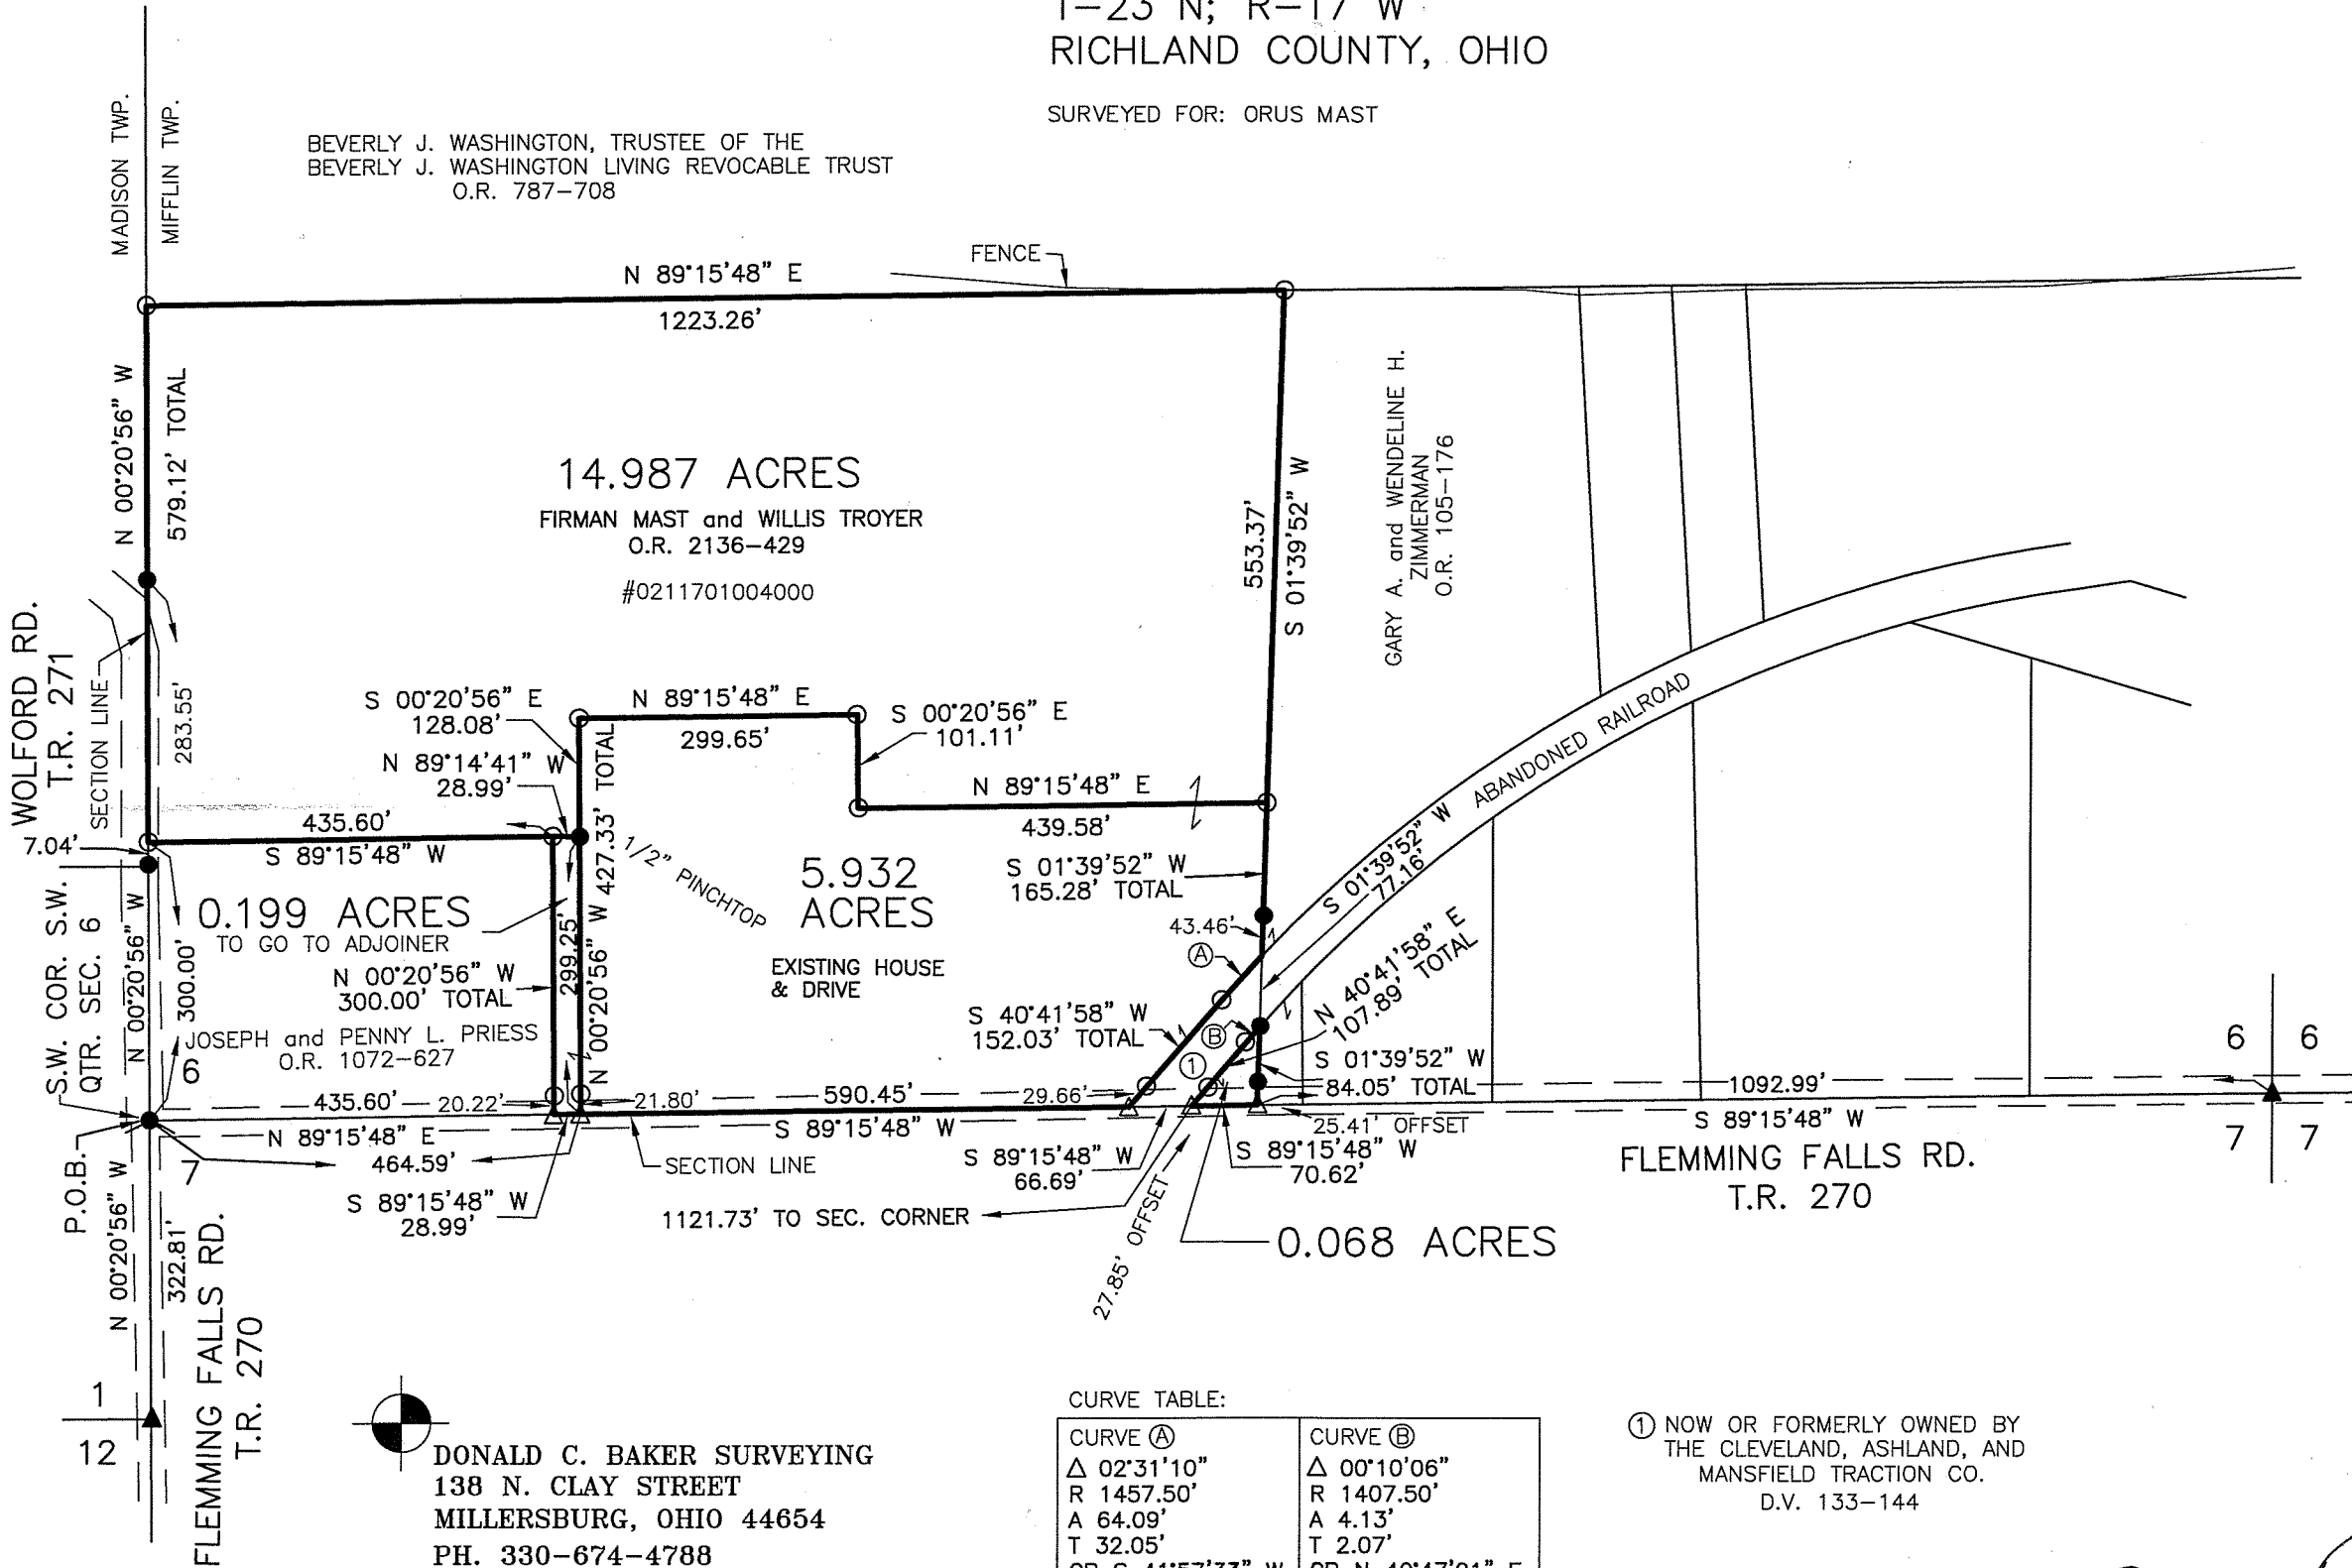 T-23 N; R-17 W
RICHLAND COUNTY, OHIO
SURVEYED FOR: ORUS MAST
MADISON TWP.
MIFFLIN TWP.
BEVERLY J. WASHINGTON, TRUSTEE OF THE
BEVERLY J. WASHINGTON LIVING REVOCABLE TRUST
O.R. 787-708
FENCE
N 89°15'48" E
1223.26'
N 00°20'56" W
579.12' TOTAL
14.987 ACRES
FIRMAN MAST and WILLIS TROYER
O.R. 2136-429
#0211701004000
553.37'
S 01°39'52" W
GARY A. and WENDELINE H.
ZIMMERMAN
O.R. 105-176
WOLFORD RD.
T.R. 271
SECTION LINE
283.55'
S 00°20'56" E
128.08'
N 89°15'48" E
299.65'
S 00°20'56" E
101.11'
N 89°14'41" W
28.99'
427.33' TOTAL
N 00°20'56" W
N 89°15'48" E
439.58'
435.60'
S 89°15'48" W
7.04'
1/2" PINCHTOP
5.932
ACRES
EXISTING HOUSE
& DRIVE
S 01°39'52" W
165.28' TOTAL
43.46'
A
S 01°39'52" W
77.16'
ABANDONED RAILROAD
N 40°41'58" E
107.89' TOTAL
S.W. COR. S.W.
QTR. SEC. 6
N 00°20'56" W
300.00'
0.199 ACRES
TO GO TO ADJOINER
299.25'
N 00°20'56" W
300.00' TOTAL
JOSEPH and PENNY L. PRIESS
O.R. 1072-627
S 40°41'58" W
152.03' TOTAL
B
1
S 01°39'52" W
84.05' TOTAL
6
6 6
7 7
435.60'
20.22'
21.80'
590.45'
29.66'
1092.99'
N 89°15'48" E
464.59'
S 89°15'48" W
25.41' OFFSET
S 89°15'48" W
P.O.B.
7
SECTION LINE
S 89°15'48" W
66.69'
S 89°15'48" W
70.62'
FLEMMING FALLS RD.
T.R. 270
S 89°15'48" W
28.99'
1121.73' TO SEC. CORNER
27.85' OFFSET
0.068 ACRES
N 00°20'56" W
322.81'
FLEMMING FALLS RD.
T.R. 270
1
12
DONALD C. BAKER SURVEYING
138 N. CLAY STREET
MILLERSBURG, OHIO 44654
PH. 330-674-4788
CURVE TABLE:
CURVE A
Δ 02°31'10"
R 1457.50'
A 64.09'
T 32.05'
CB S 41°57'33" W
CURVE B
Δ 00°10'06"
R 1407.50'
A 4.13'
T 2.07'
CB N 40°47'01" E
1 NOW OR FORMERLY OWNED BY
THE CLEVELAND, ASHLAND, AND
MANSFIELD TRACTION CO.
D.V. 133-144